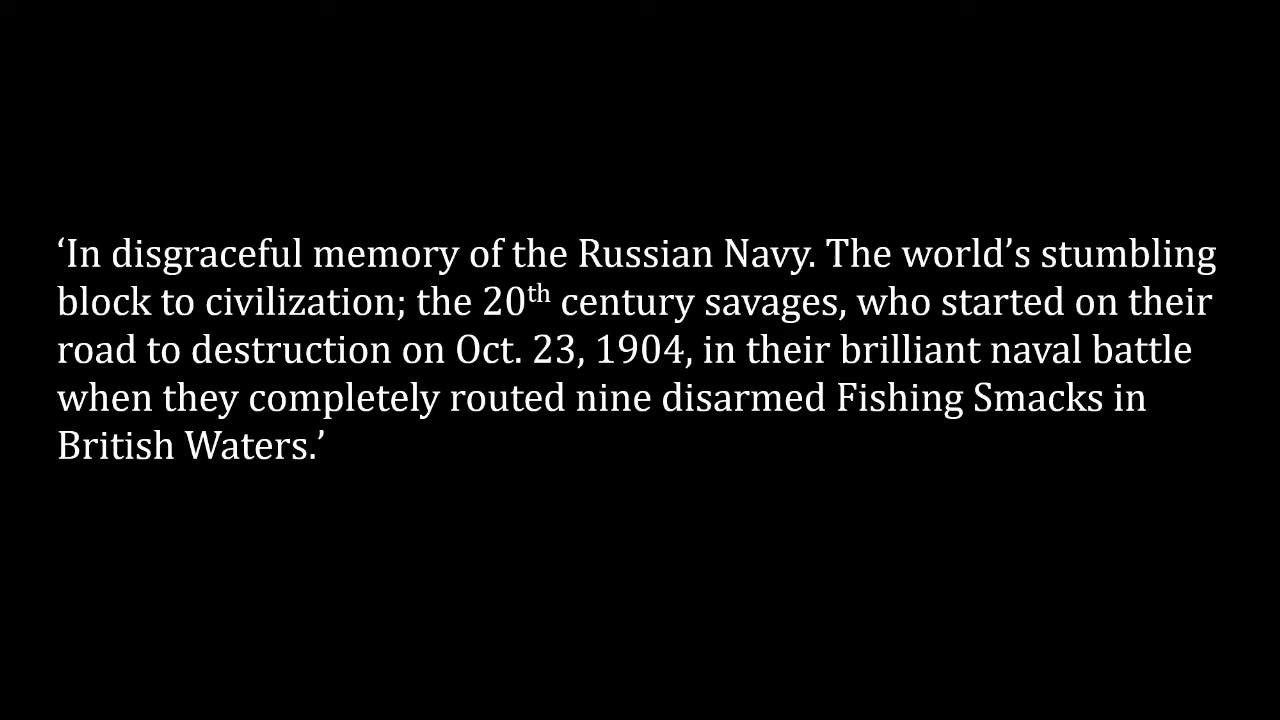 ‘In disgraceful memory of the Russian Navy. The world’s stumbling
block to civilization; the 20th century savages, who started on their
road to destruction on Oct. 23, 1904, in their brilliant naval battle
when they completely routed nine disarmed Fishing Smacks in
British Waters.’